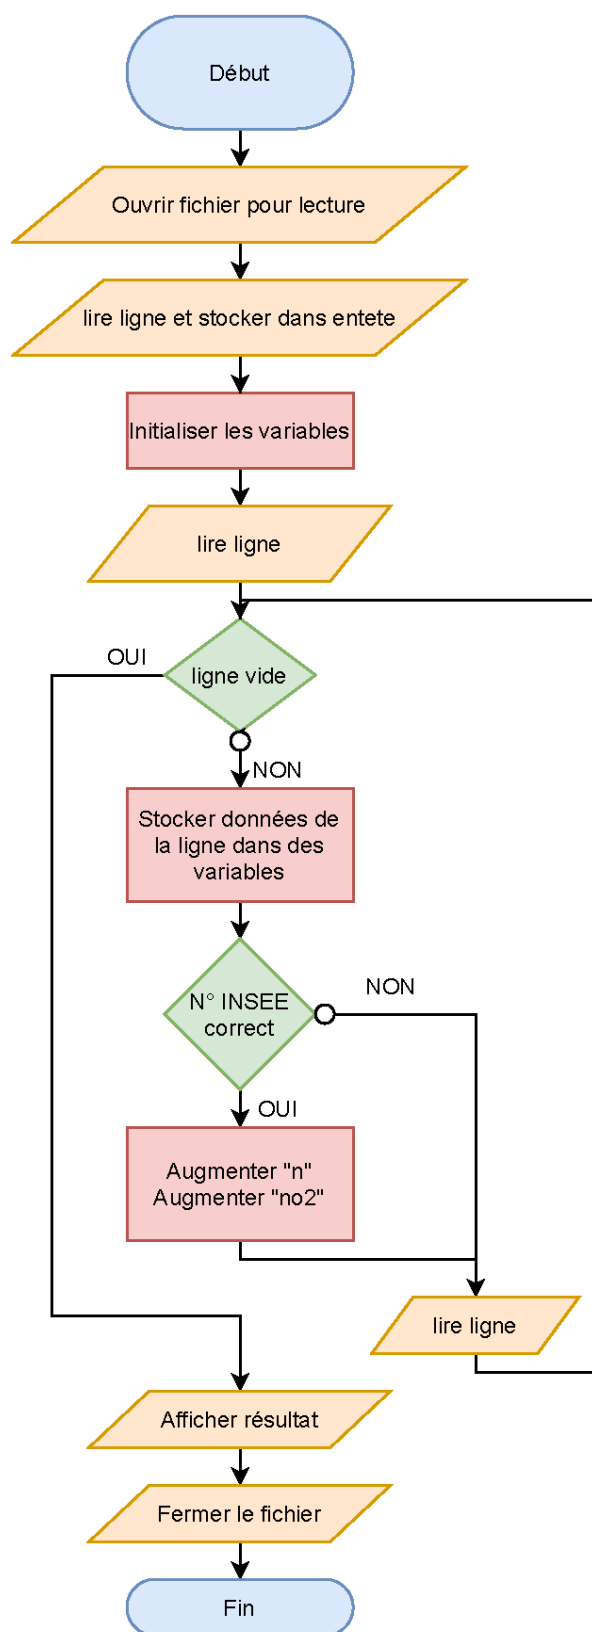 Début
Ouvrir fichier pour lecture
lire ligne et stocker dans entete
Initialiser les variables
lire ligne
OUI
ligne vide
NON
Stocker données de
la ligne dans des
variables
N° INSEE
correct
NON
OUI
Augmenter "n"
Augmenter "no2"
lire ligne
Afficher résultat
Fermer le fichier
Fin